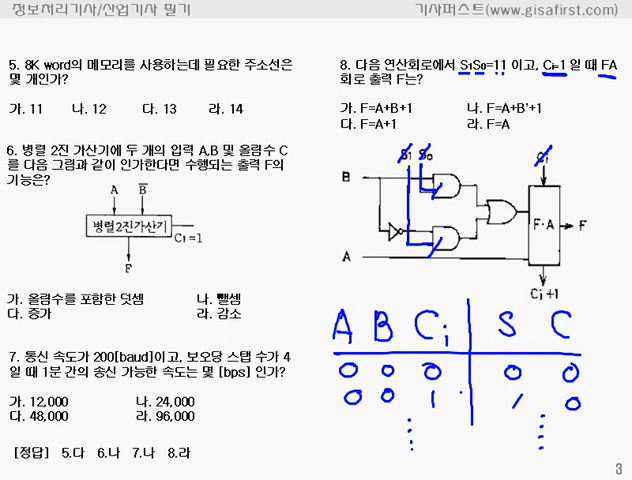 정보처리기사/산업기사 필기
기사퍼스트(www.gisafirst.com)
5. 8K word의 메모리를 사용하는데 필요한 주소선은
몇 개인가?
가. 11 나. 12 다. 13 라. 14
6. 병렬 2진 가산기에 두 개의 입력 A,B 및 올림수 C
를 다음 그림과 같이 인가한다면 수행되는 출력 F의
기능은?
A B̅
병렬2진가산기
Ci=1
F
가. 올림수를 포함한 덧셈 나. 뺄셈
다. 증가 라. 감소
7. 통신 속도가 200[baud]이고, 보오당 스텝 수가 4
일 때 1분 간의 송신 가능한 속도는 몇 [bps] 인가?
가. 12,000 나. 24,000
다. 48,000 라. 96,000
[정답] 5.다 6.나 7.나 8.라
8. 다음 연산회로에서 S1S0=11 이고, Ci=1 일 때 FA
회로 출력 F는?
가. F=A+B+1 나. F=A+B'+1
다. F=A+1 라. F=A
S1 S0 Ci
B
F·A F
A
Ci+1
A B Ci S C
0 0 0 0 0
0 0 1 1 0
3